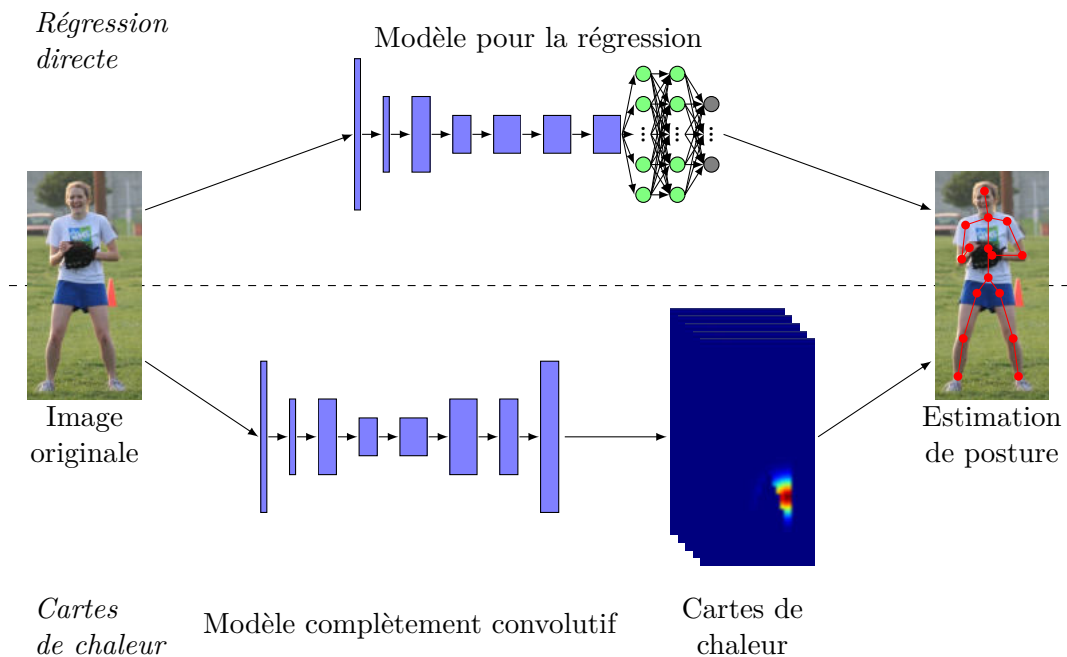 Régression
directe
Modèle pour la régression
Image
originale
Estimation
de posture
Cartes
de chaleur
Modèle complètement convolutif
Cartes de
chaleur